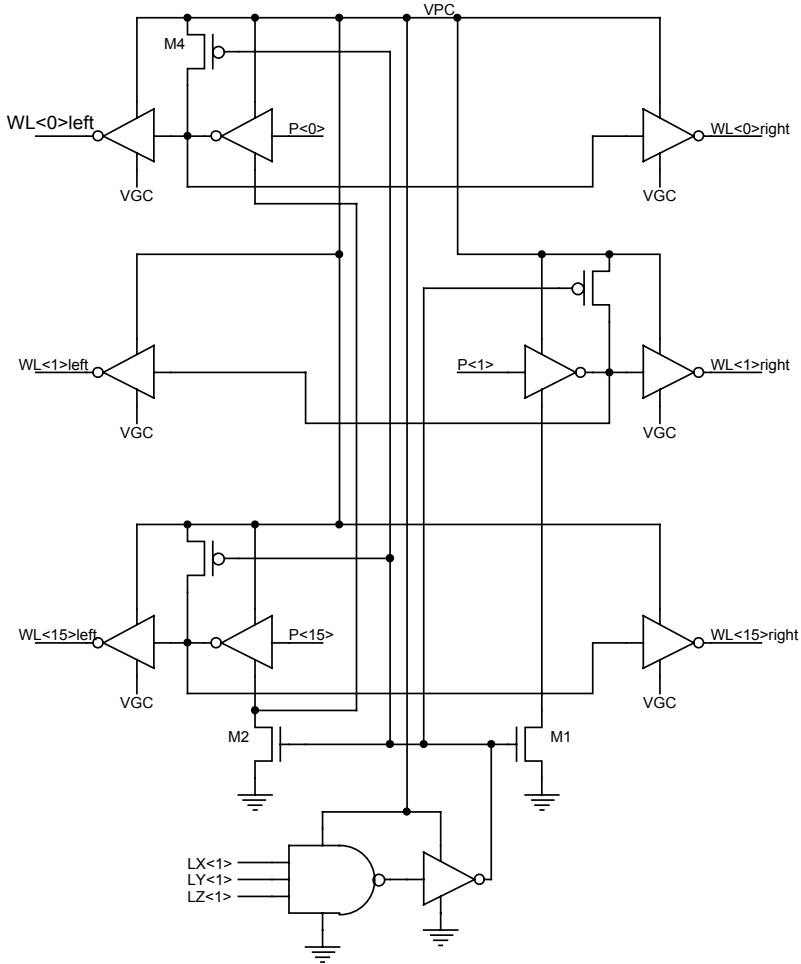 VPC
M4
WL<0>left
P<0>
WL<0>right
VGC
VGC
WL<1>left
P<1>
WL<1>right
VGC
VGC
WL<15>left
P<15>
WL<15>right
VGC
VGC
M2
M1
LX<1>
LY<1>
LZ<1>